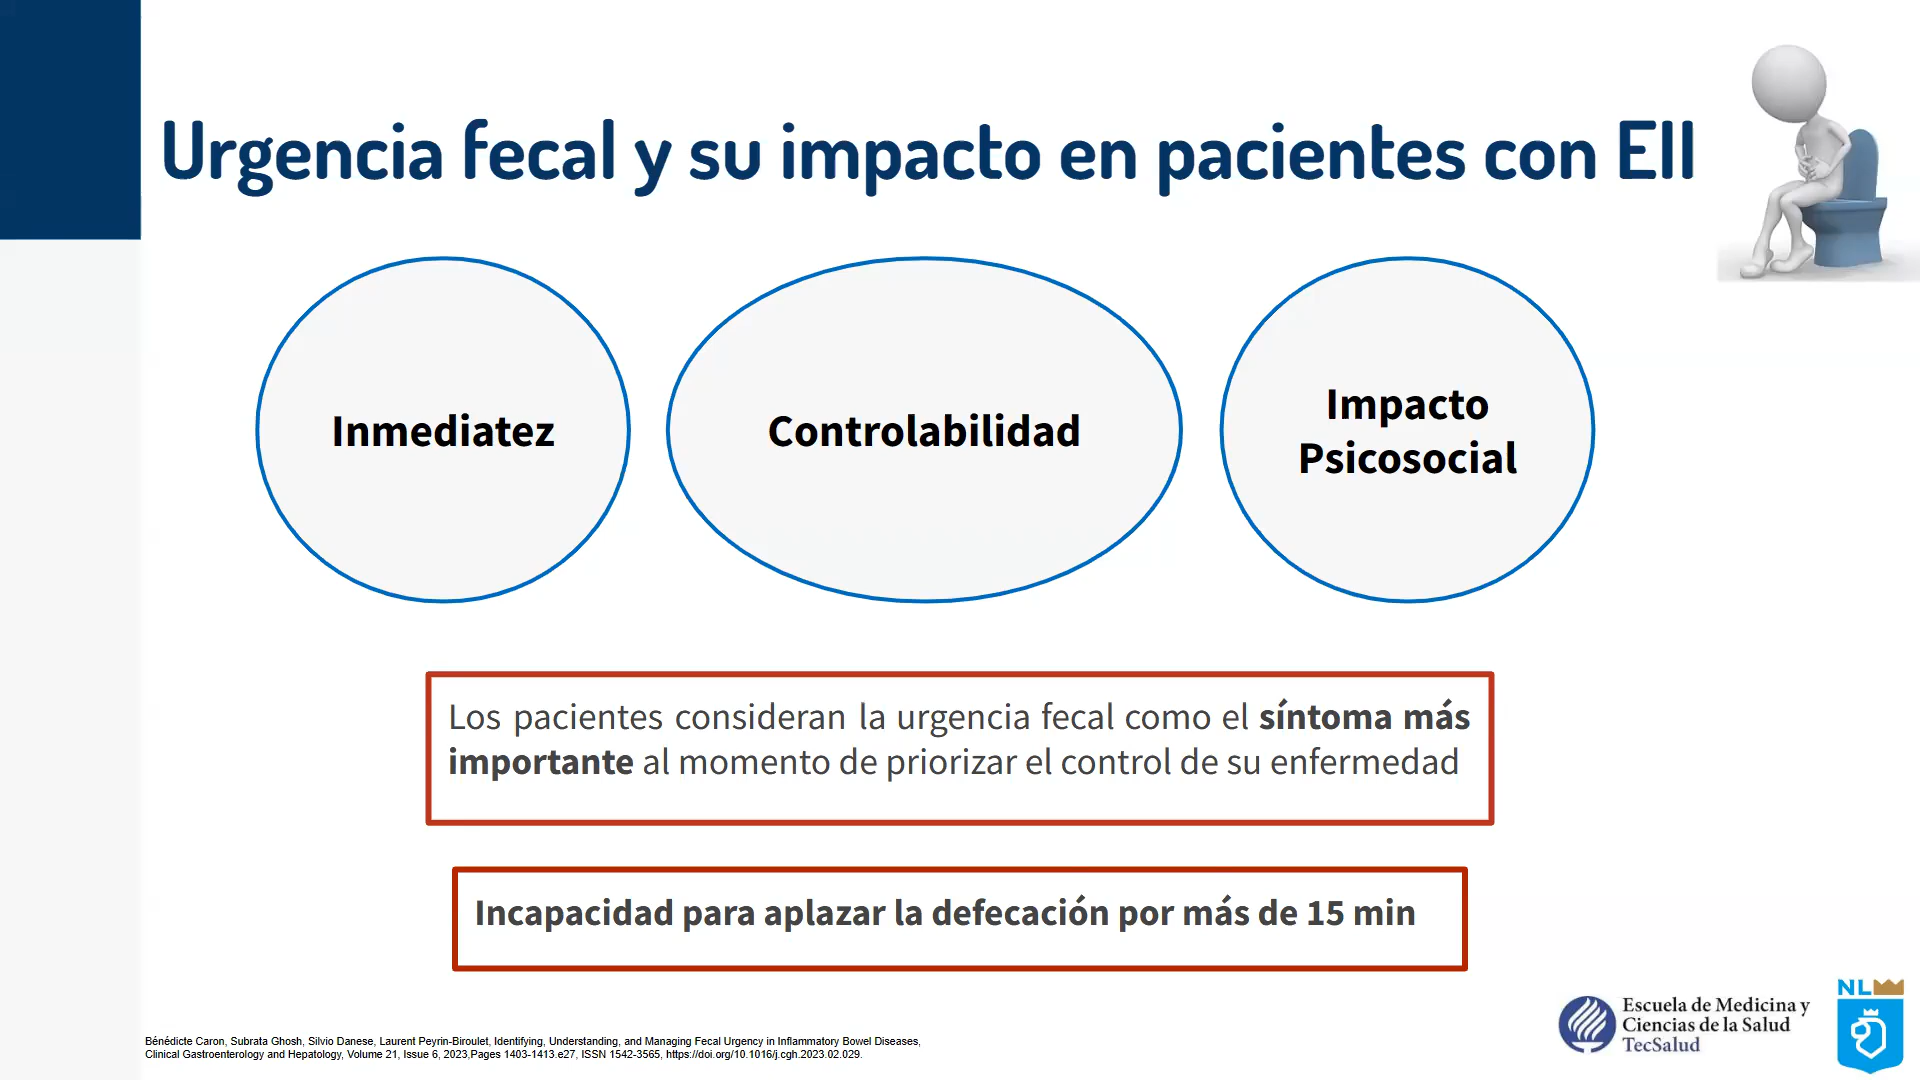 Urgencia fecal y su impacto en pacientes con EII
Inmediatez
Controlabilidad
Impacto
Psicosocial
Los pacientes consideran la urgencia fecal como el síntoma más
importante al momento de priorizar el control de su enfermedad
Incapacidad para aplazar la defecación por más de 15 min
Bénédicte Caron, Subrata Ghosh, Silvio Danese, Laurent Peyrin-Biroulet, Identifying, Understanding, and Managing Fecal Urgency in Inflammatory Bowel Diseases,
Clinical Gastroenterology and Hepatology, Volume 21, Issue 6, 2023,Pages 1403-1413.e27, ISSN 1542-3565, https://doi.org/10.1016/j.cgh.2023.02.029.
Escuela de Medicina y
Ciencias de la Salud
TecSalud
NL